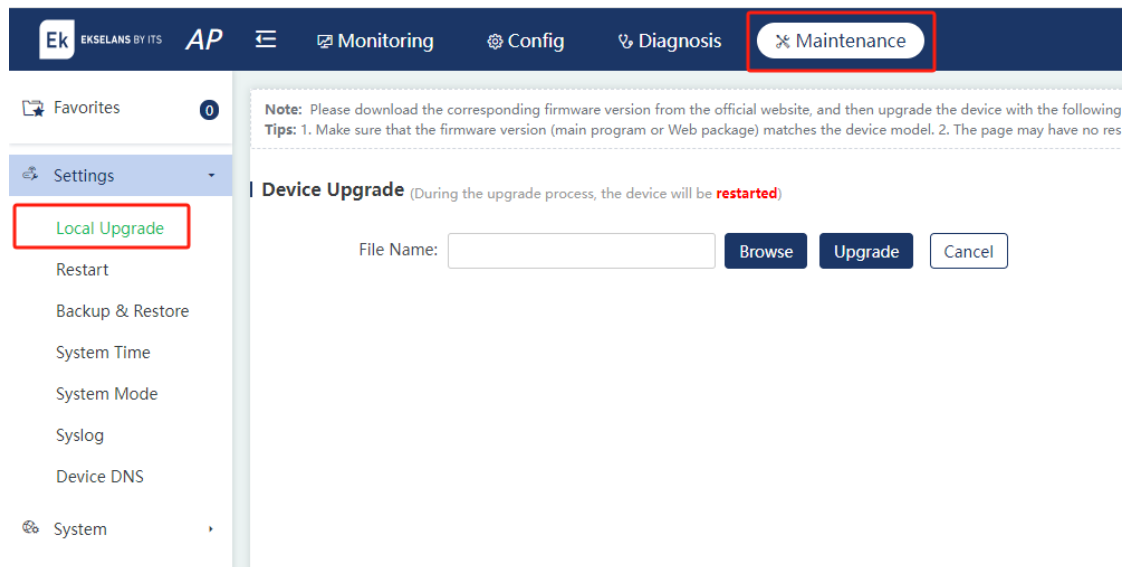 Ek EKSELANS BY ITS AP Monitoring Config Diagnosis Maintenance
Favorites 0
Note: Please download the corresponding firmware version from the official website, and then upgrade the device with the following
Tips: 1. Make sure that the firmware version (main program or Web package) matches the device model. 2. The page may have no res
Settings
Device Upgrade (During the upgrade process, the device will be restarted)
Local Upgrade
File Name: Browse Upgrade Cancel
Restart
Backup & Restore
System Time
System Mode
Syslog
Device DNS
System